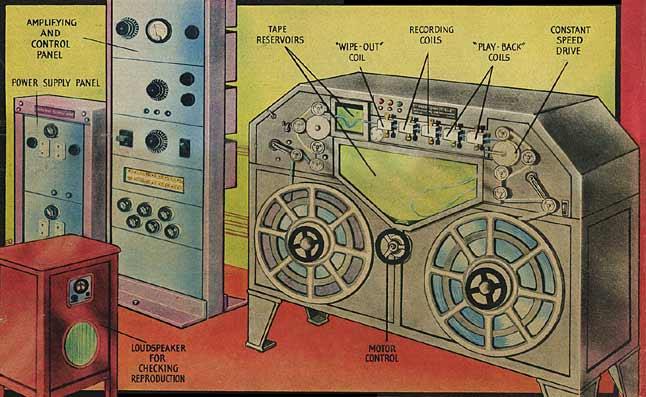 AMPLIFYING
AND
CONTROL
PANEL
POWER SUPPLY PANEL
TAPE
RESERVOIRS
"WIPE-OUT"
COIL
RECORDING
COILS
"PLAY-BACK"
COILS
CONSTANT
SPEED
DRIVE
LOUDSPEAKER
FOR
CHECKING
REPRODUCTION
MOTOR
CONTROL